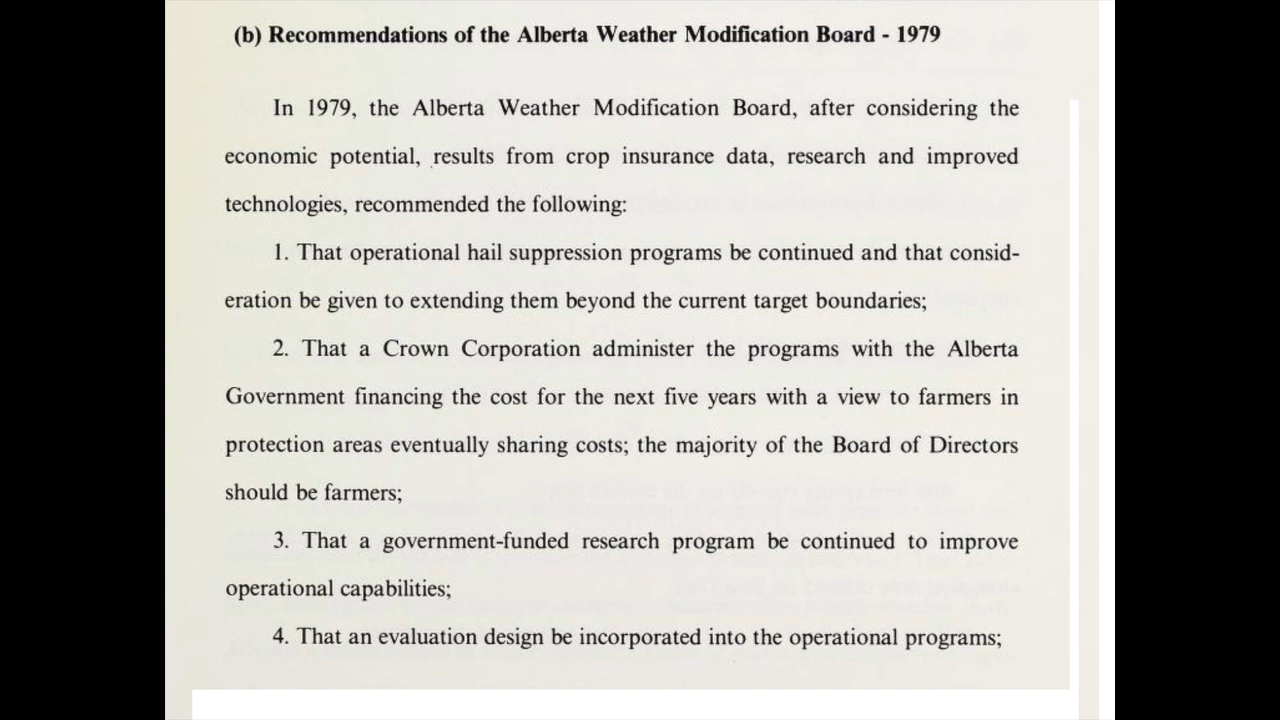 (b) Recommendations of the Alberta Weather Modification Board - 1979
In 1979, the Alberta Weather Modification Board, after considering the
economic potential, results from crop insurance data, research and improved
technologies, recommended the following:
1. That operational hail suppression programs be continued and that consid-
eration be given to extending them beyond the current target boundaries;
2. That a Crown Corporation administer the programs with the Alberta
Government financing the cost for the next five years with a view to farmers in
protection areas eventually sharing costs; the majority of the Board of Directors
should be farmers;
3. That a government-funded research program be continued to improve
operational capabilities;
4. That an evaluation design be incorporated into the operational programs;